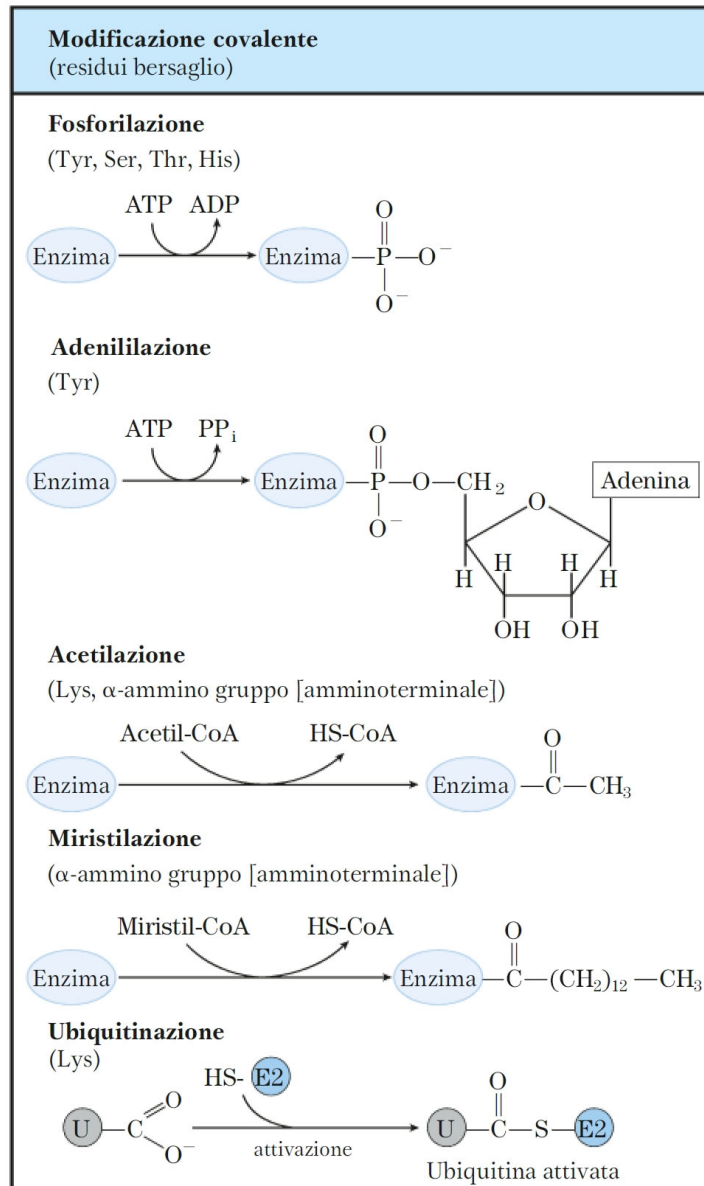 Modificazione covalente
(residui bersaglio)
Fosforilazione
(Tyr, Ser, Thr, His)
ATP ADP
Enzima Enzima —P—O⁻
O
O⁻
Adenililazione
(Tyr)
ATP PPᵢ
Enzima Enzima —P—O—CH₂ Adenina
O
O⁻
O
H H H H
OH OH
Acetilazione
(Lys, α-ammino gruppo [amminoterminale])
Acetil-CoA HS-CoA
O
Enzima Enzima —C—CH₃
Miristilazione
(α-ammino gruppo [amminoterminale])
Miristil-CoA HS-CoA
O
Enzima Enzima —C—(CH₂)₁₂—CH₃
Ubiquitinazione
(Lys)
HS- E2
O O
U —C U —C—S—E2
O⁻
attivazione
Ubiquitina attivata